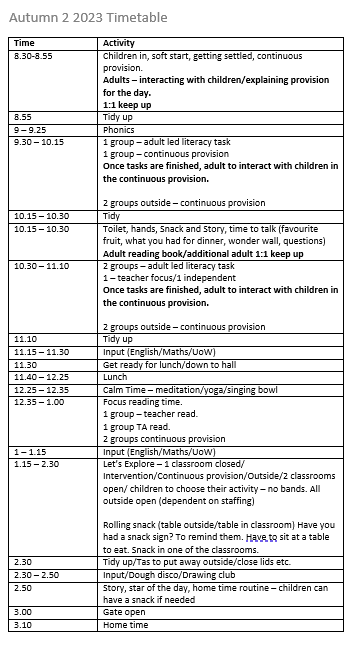 Autumn 2 2023 Timetable
Time Activity
8.30-8.55 Children in, soft start, getting settled, continuous
provision.
Adults – interacting with children/explaining provision
for the day.
1:1 keep up
8.55 Tidy up
9 – 9.25 Phonics
9.30 – 10.15 1 group – adult led literacy task
1 group – continuous provision
Once tasks are finished, adult to interact with children in
the continuous provision.
2 groups outside – continuous provision
10.15 – 10.30 Tidy
10.15 – 10.30 Toilet, hands, Snack and Story, time to talk (favourite
fruit, what you had for dinner, wonder wall, questions)
Adult reading book/additional adult 1:1 keep up
10.30 – 11.10 2 groups – adult led literacy task
1 – teacher focus/1 independent
Once tasks are finished, adult to interact with children in
the continuous provision.
2 groups outside – continuous provision
11.10 Tidy up
11.15 – 11.30 Input (English/Maths/UoW)
11.30 Get ready for lunch/down to hall
11.40 – 12.25 Lunch
12.25 – 12.35 Calm Time – meditation/yoga/singing bowl
12.35 – 1.00 Focus reading time.
1 group – teacher read.
1 group TA read.
2 groups continuous provision
1 – 1.15 Input (English/Maths/UoW)
1.15 – 2.30 Let's Explore – 1 classroom closed/
Intervention/Continuous provision/Outside/2 classrooms
open/ children to choose their activity – no bands. All
outside open (dependent on staffing)
Rolling snack (table outside/table in classroom) Have you
had a snack sign? To remind them. Have to sit at a table
to eat. Snack in one of the classrooms.
2.30 Tidy up/Tas to put away outside/close lids etc.
2.30 – 2.50 Input/Dough disco/Drawing club
2.50 Story, star of the day, home time routine – children can
have a snack if needed
3.00 Gate open
3.10 Home time